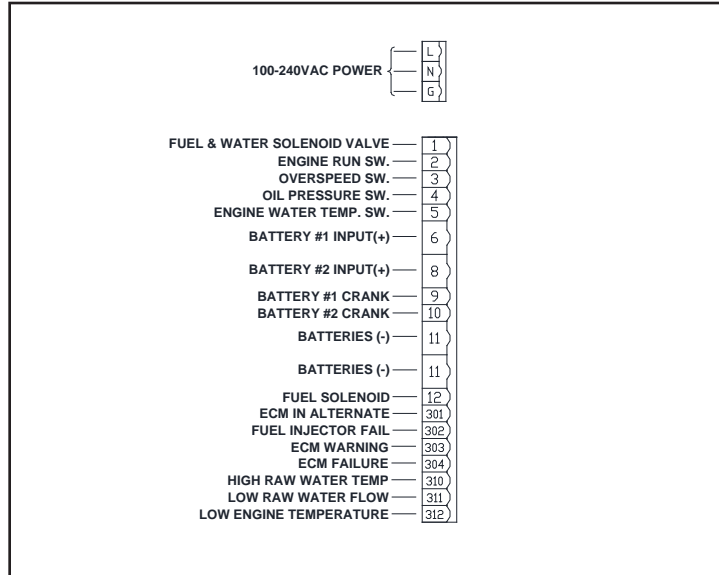 L
100-240VAC POWER N
G
FUEL & WATER SOLENOID VALVE 1
ENGINE RUN SW. 2
OVERSPEED SW. 3
OIL PRESSURE SW. 4
ENGINE WATER TEMP. SW. 5
BATTERY #1 INPUT(+) 6
BATTERY #2 INPUT(+) 8
BATTERY #1 CRANK 9
BATTERY #2 CRANK 10
BATTERIES (-) 11
BATTERIES (-) 11
FUEL SOLENOID 12
ECM IN ALTERNATE 301
FUEL INJECTOR FAIL 302
ECM WARNING 303
ECM FAILURE 304
HIGH RAW WATER TEMP 310
LOW RAW WATER FLOW 311
LOW ENGINE TEMPERATURE 312